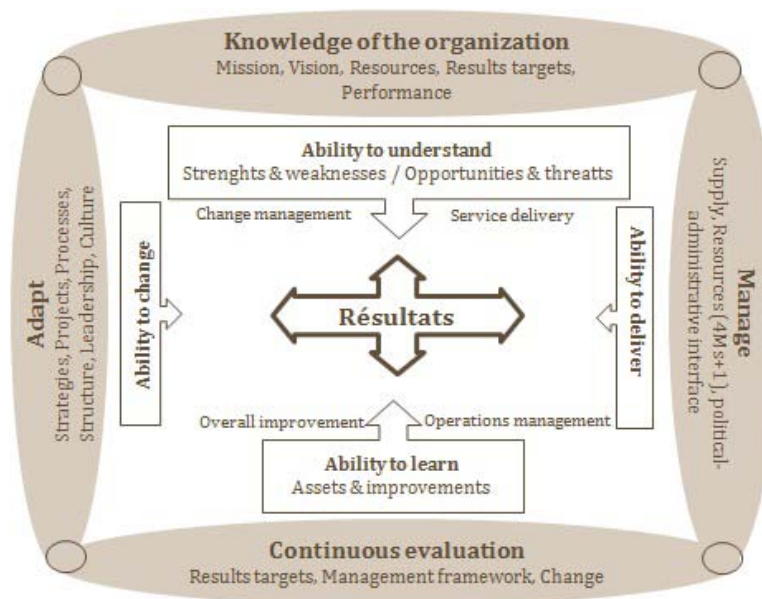 Knowledge of the organization
Mission, Vision, Resources, Results targets,
Performance
Ability to understand
Strenghts & weaknesses / Opportunities & threatts
Change management
Service delivery
Adapt
Strategies, Projects, Processes,
Structure, Leadership, Culture
Ability to change
Résultats
Ability to deliver
Manage
Supply, Resources (4Ms+1), political-
administrative interface
Overall improvement
Operations management
Ability to learn
Assets & improvements
Continuous evaluation
Results targets, Management framework, Change